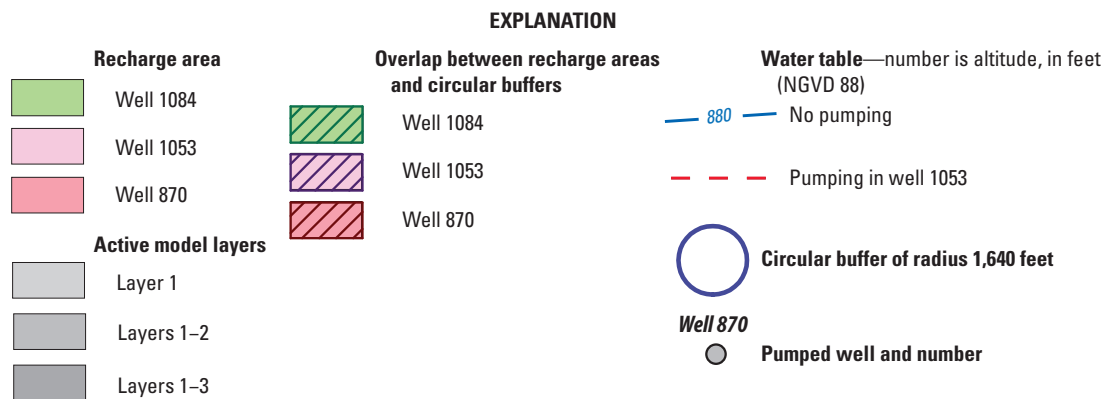 EXPLANATION
Recharge area
Well 1084
Well 1053
Well 870
Active model layers
Layer 1
Layers 1–2
Layers 1–3
Overlap between recharge areas
and circular buffers
Well 1084
Well 1053
Well 870
Water table—number is altitude, in feet
(NGVD 88)
880 No pumping
Pumping in well 1053
Circular buffer of radius 1,640 feet
Well 870
Pumped well and number